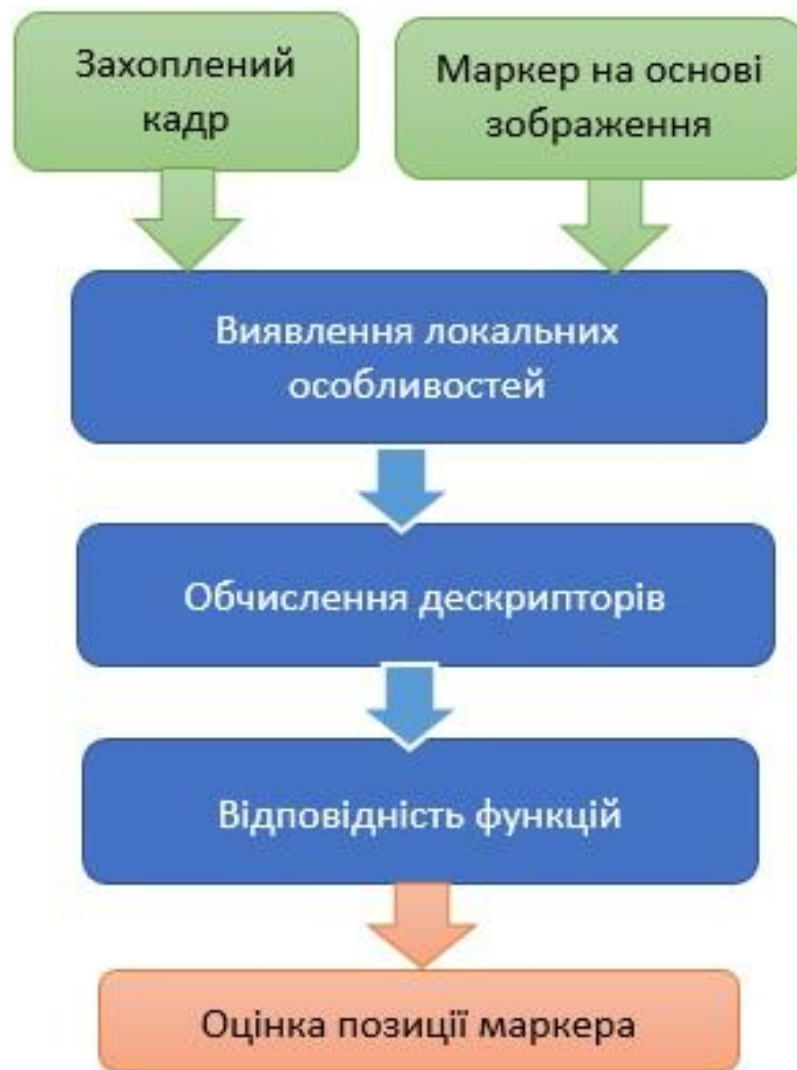 Захоплений
кадр
Маркер на основі
зображення
Виявлення локальних
особливостей
Обчислення дескрипторів
Відповідність функцій
Оцінка позиції маркера